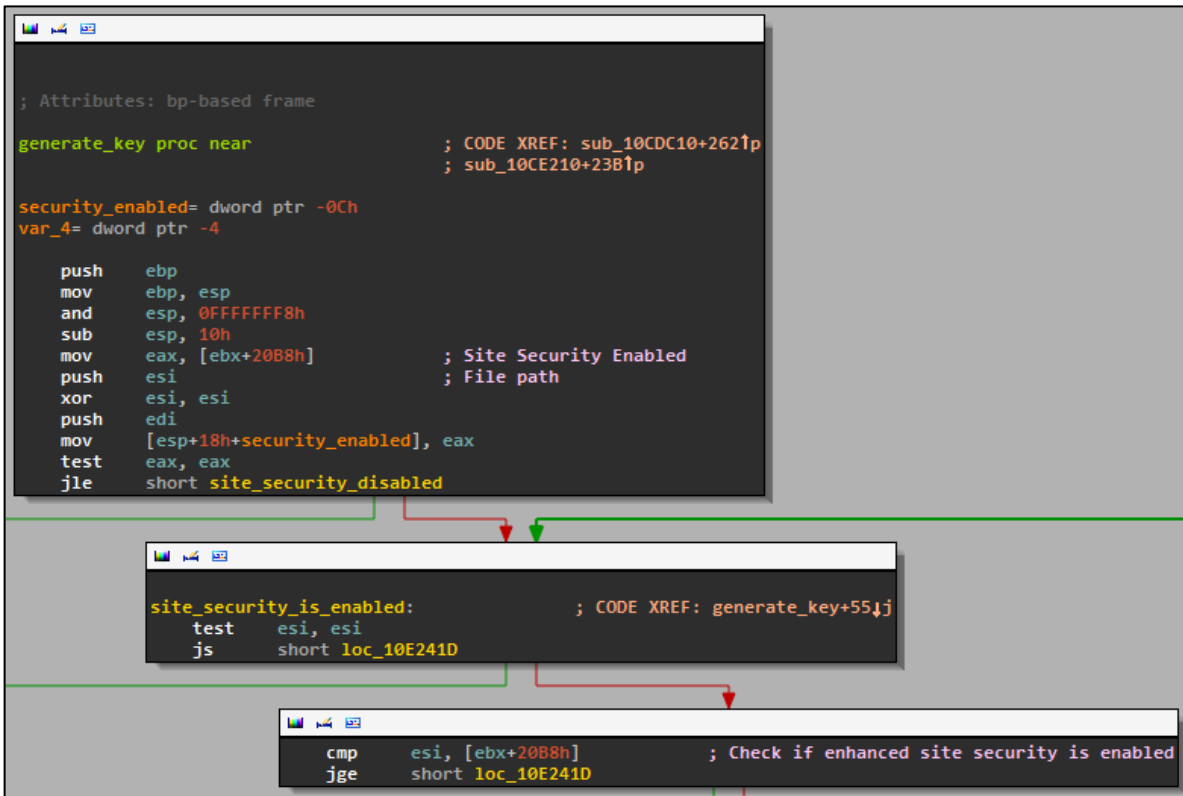 ; Attributes: bp-based frame
generate_key proc near ; CODE XREF: sub_10CDC10+262↑p
; sub_10CE210+23B↑p
security_enabled= dword ptr -0Ch
var_4= dword ptr -4
push ebp
mov ebp, esp
and esp, 0FFFFFFF8h
sub esp, 10h
mov eax, [ebx+20B8h] ; Site Security Enabled
push esi ; File path
xor esi, esi
push edi
mov [esp+18h+security_enabled], eax
test eax, eax
jle short site_security_disabled
site_security_is_enabled: ; CODE XREF: generate_key+55↓j
test esi, esi
js short loc_10E241D
cmp esi, [ebx+20B8h] ; Check if enhanced site security is enabled
jge short loc_10E241D